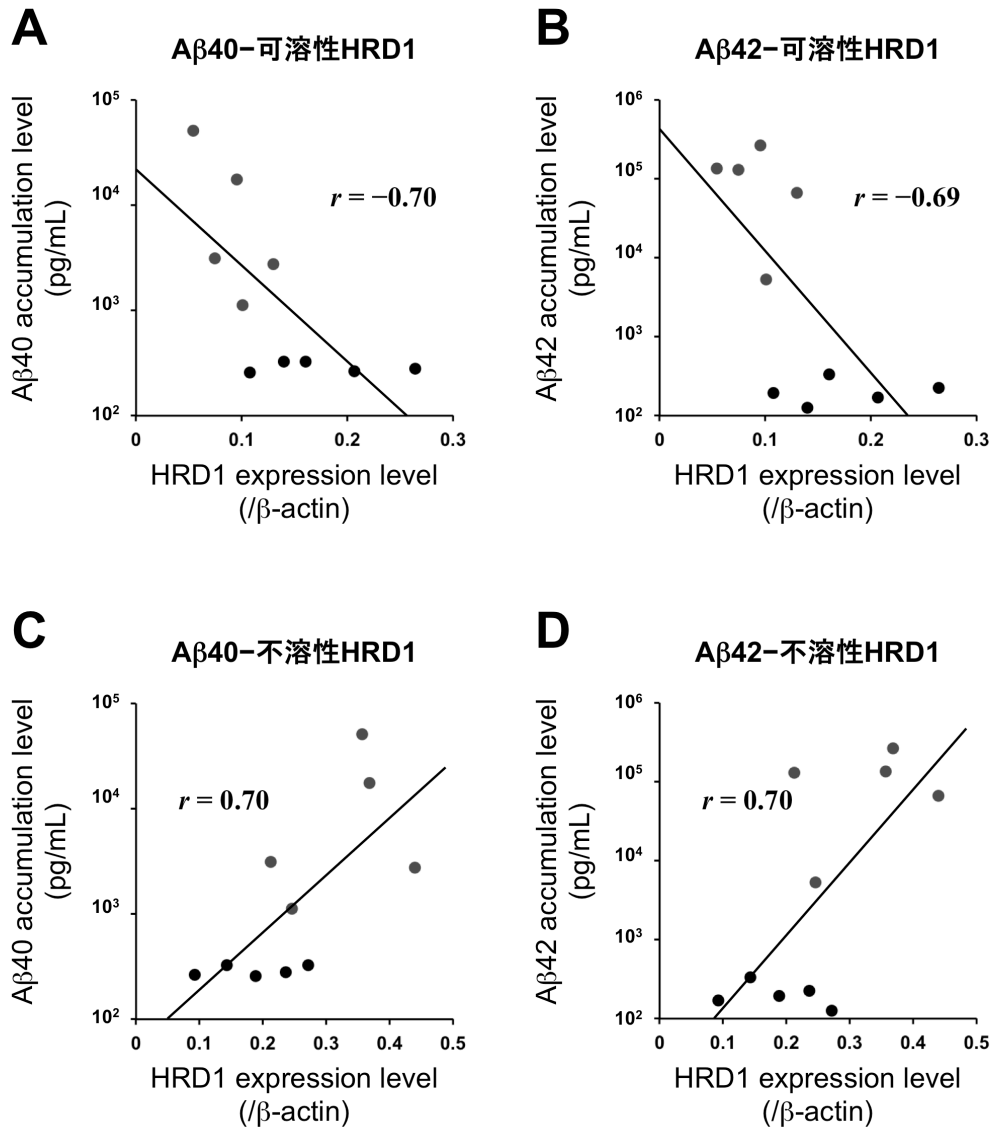 A
Aβ40−可溶性HRD1
Aβ40 accumulation level
(pg/mL)
10⁵
10⁴
10³
10²
r = −0.70
0 0.1 0.2 0.3
HRD1 expression level
(/β-actin)
B
Aβ42−可溶性HRD1
Aβ42 accumulation level
(pg/mL)
10⁶
10⁵
10⁴
10³
10²
r = −0.69
0 0.1 0.2 0.3
HRD1 expression level
(/β-actin)
C
Aβ40−不溶性HRD1
Aβ40 accumulation level
(pg/mL)
10⁵
10⁴
10³
10²
r = 0.70
0 0.1 0.2 0.3 0.4 0.5
HRD1 expression level
(/β-actin)
D
Aβ42−不溶性HRD1
Aβ42 accumulation level
(pg/mL)
10⁶
10⁵
10⁴
10³
10²
r = 0.70
0 0.1 0.2 0.3 0.4 0.5
HRD1 expression level
(/β-actin)